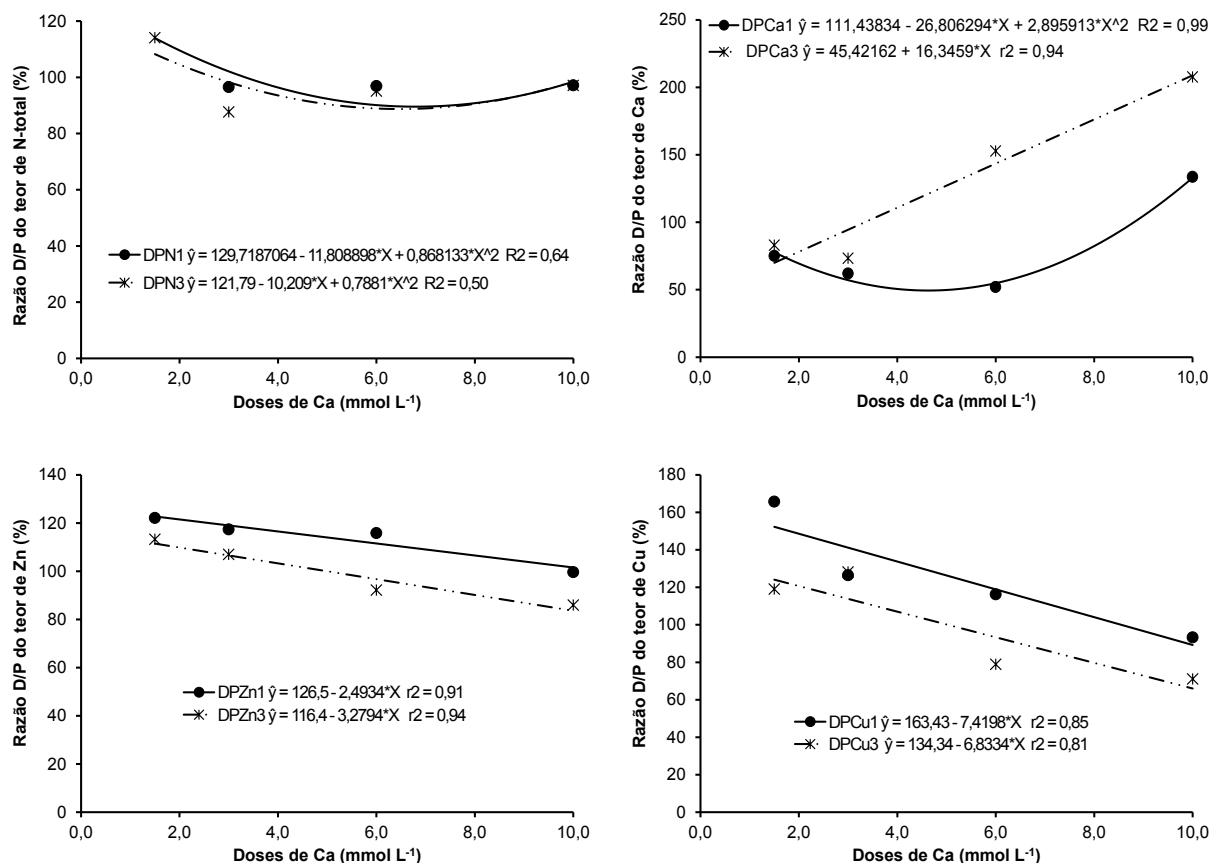 Razão D/P do teor de N-total (%)
120
100
80
60
40
20
0
DPN1 ŷ = 129,7187064 - 11,808898*X + 0,868133*X^2 R2 = 0,64
DPN3 ŷ = 121,79 - 10,209*X + 0,7881*X^2 R2 = 0,50
0,0 2,0 4,0 6,0 8,0 10,0
Doses de Ca (mmol L-1)
DPCa1 ŷ = 111,43834 - 26,806294*X + 2,895913*X^2 R2 = 0,99
DPCa3 ŷ = 45,42162 + 16,3459*X r2 = 0,94
Razão D/P do teor de Ca (%)
250
200
150
100
50
0
0,0 2,0 4,0 6,0 8,0 10,0
Doses de Ca (mmol L-1)
Razão D/P do teor de Zn (%)
140
120
100
80
60
40
20
0
DPZn1 ŷ = 126,5 - 2,4934*X r2 = 0,91
DPZn3 ŷ = 116,4 - 3,2794*X r2 = 0,94
0,0 2,0 4,0 6,0 8,0 10,0
Doses de Ca (mmol L-1)
Razão D/P do teor de Cu (%)
180
160
140
120
100
80
60
40
20
0
DPCu1 ŷ = 163,43 - 7,4198*X r2 = 0,85
DPCu3 ŷ = 134,34 - 6,8334*X r2 = 0,81
0,0 2,0 4,0 6,0 8,0 10,0
Doses de Ca (mmol L-1)